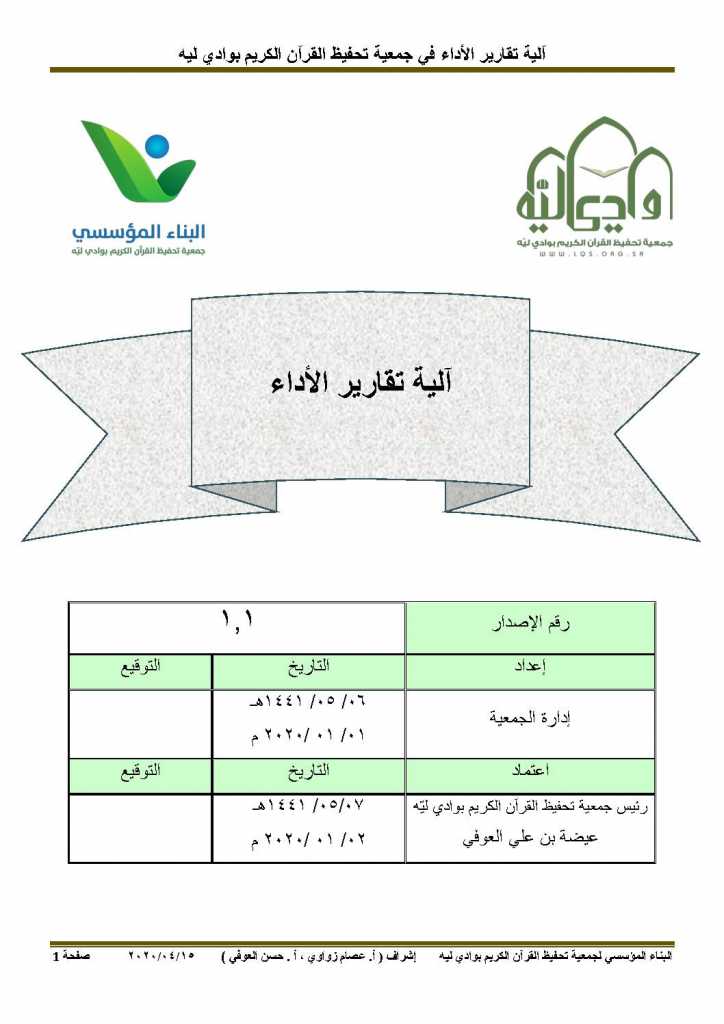 آلية تقارير الأداء في جمعية تحفيظ القرآن الكريم بوادي ليه
وادي ليّه
جمعية تحفيظ القرآن الكريم بوادي ليّه
WWW.LQS.ORG.SA
البناء المؤسسي
جمعية تحفيظ القرآن الكريم بوادي ليّه
آلية تقارير الأداء
رقم الإصدار ١,١
إعداد التاريخ التوقيع
إدارة الجمعية
٠٦/ ٠٥/ ١٤٤١هـ
٠١/ ٠١ /٢٠٢٠ م
اعتماد التاريخ التوقيع
رئيس جمعية تحفيظ القرآن الكريم بوادي ليّه ٠٧/٠٥/ ١٤٤١هـ
عيضة بن علي العوفي ٠٢/ ٠١ /٢٠٢٠ م
البناء المؤسسي لجمعية تحفيظ القرآن الكريم بوادي ليه إشراف ( أ. عصام زواوي ، أ . حسن العوفي ) ٢٠٢٠/٠٤/١٥ صفحة 1